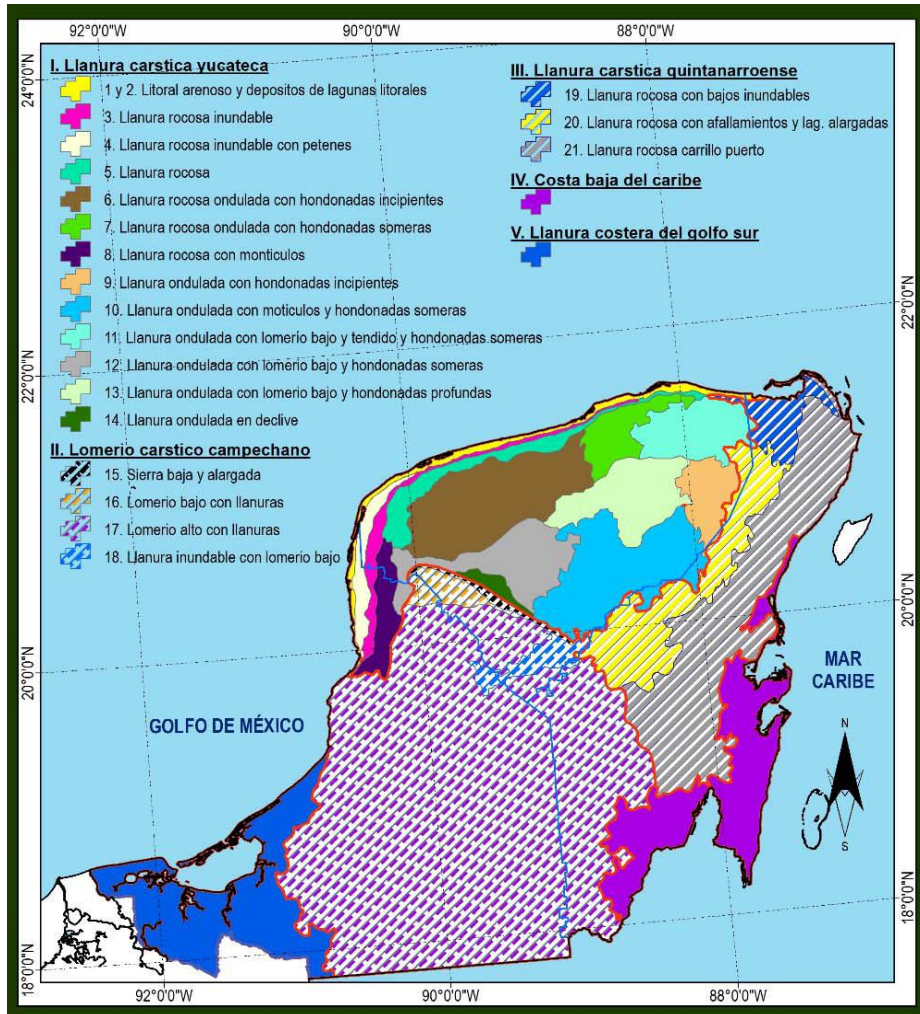 92°0'0"W
90°0'0"W
88°0'0"W
24°0'0"N
22°0'0"N
20°0'0"N
18°0'0"N
I. Llanura carstica yucateca
1 y 2. Litoral arenoso y depositos de lagunas litorales
3. Llanura rocosa inundable
4. Llanura rocosa inundable con petenes
5. Llanura rocosa
6. Llanura rocosa ondulada con hondonadas incipientes
7. Llanura rocosa ondulada con hondonadas someras
8. Llanura rocosa con monticulos
9. Llanura ondulada con hondonadas incipientes
10. Llanura ondulada con motículos y hondonadas someras
11. Llanura ondulada con lomerío bajo y tendido y hondonadas someras
12. Llanura ondulada con lomerio bajo y hondonadas someras
13. Llanura ondulada con lomerio bajo y hondonadas profundas
14. Llanura ondulada en declive
II. Lomerio carstico campechano
15. Sierra baja y alargada
16. Lomerio bajo con llanuras
17. Lomerio alto con llanuras
18. Llanura inundable con lomerio bajo
III. Llanura carstica quintanarroense
19. Llanura rocosa con bajos inundables
20. Llanura rocosa con afallamientos y lag. alargadas
21. Llanura rocosa carrillo puerto
IV. Costa baja del caribe
V. Llanura costera del golfo sur
22°0'0"N
20°0'0"N
18°0'0"N
GOLFO DE MÉXICO
MAR
CARIBE
N
S
92°0'0"W
90°0'0"W
88°0'0"W